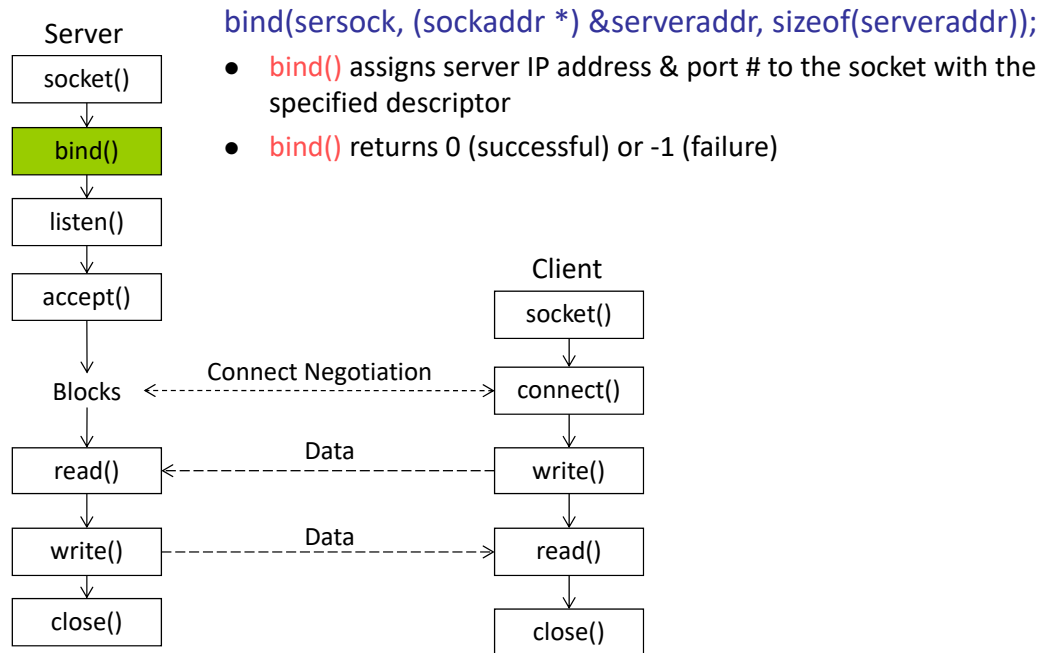 bind(sersock, (sockaddr *) &serveraddr, sizeof(serveraddr));
● bind() assigns server IP address & port # to the socket with the
specified descriptor
● bind() returns 0 (successful) or -1 (failure)
Server
socket()
bind()
listen()
accept()
Blocks
read()
write()
close()
Connect Negotiation
Data
Data
Client
socket()
connect()
write()
read()
close()